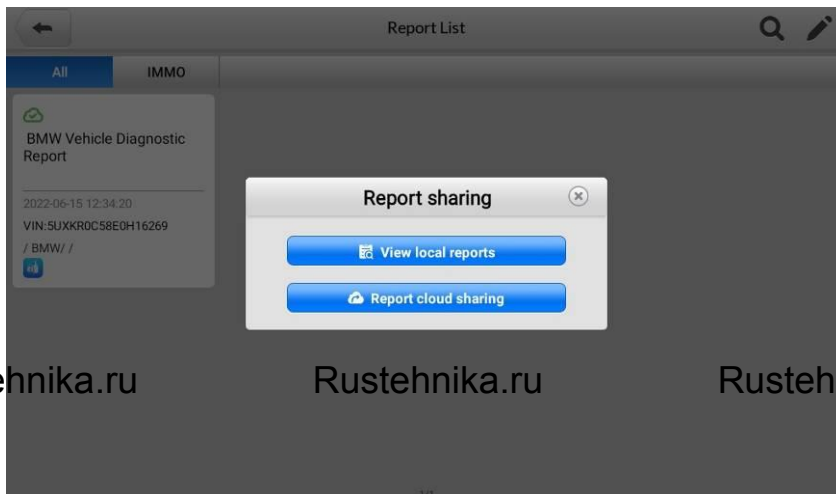 Report List
All
IMMO
BMW Vehicle Diagnostic
Report
2022-06-15 12:34:20
VIN:5UXKR0C58E0H16269
/ BMW/ /
Report sharing
View local reports
Report cloud sharing
ehnika.ru
Rustehnika.ru
Rusteh